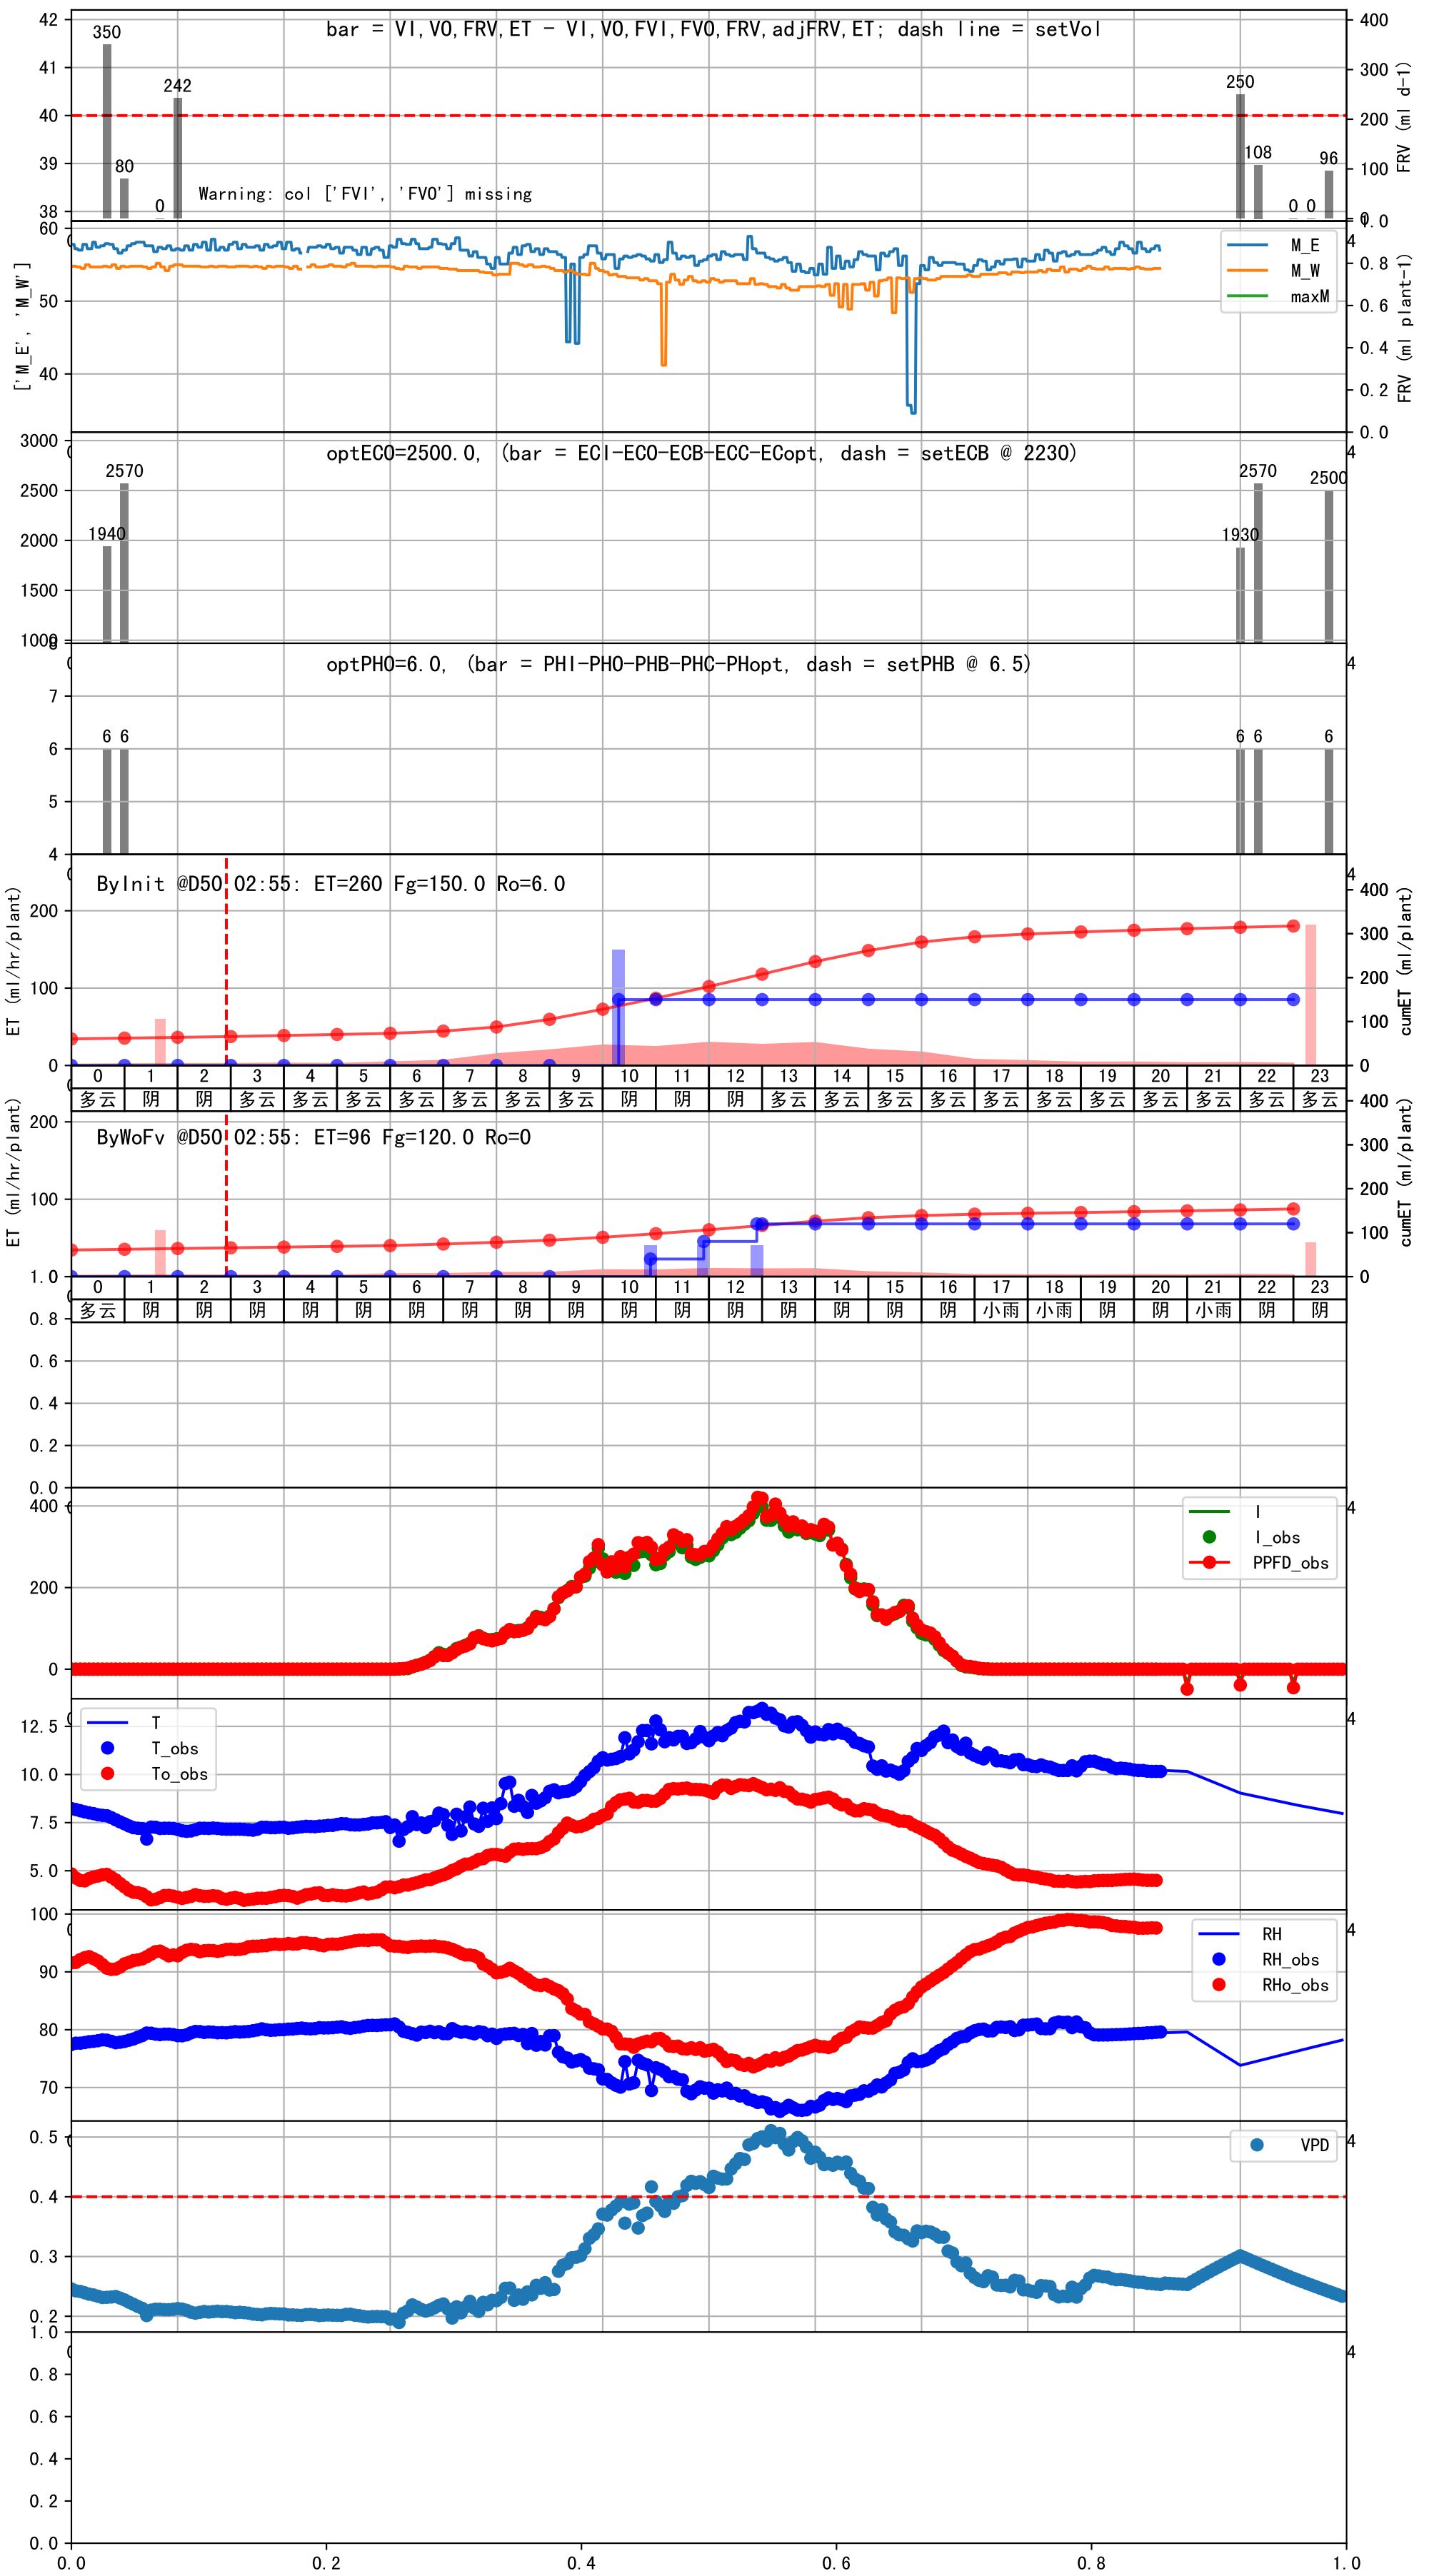 bar = VI,VO,FRV,ET - VI,VO,FVI,FVO,FRV,adjFRV,ET; dash line = setVol
42
41
40
39
38
400
300
200
100
0
FRV (ml d-1)
350
80
0
242
250
108
0
0
96
Warning: col ['FVI', 'FVO'] missing
['M_E', 'M_W']
60
50
40
0.0
0.8
0.6
0.4
0.2
0.0
FRV (ml plant-1)
M_E
M_W
maxM
optECO=2500.0, (bar = ECI-ECO-ECB-ECC-ECopt, dash = setECB @ 2230)
3000
2500
2000
1500
1000
1940
2570
1930
2570
2500
optPHO=6.0, (bar = PHI-PHO-PHB-PHC-PHopt, dash = setPHB @ 6.5)
7
6
5
4
6 6
6 6
6
ByInit @D50 02:55: ET=260 Fg=150.0 Ro=6.0
ET (ml/hr/plant)
200
100
0
400
300
200
100
0
cumET (ml/plant)
0 1 2 3 4 5 6 7 8 9 10 11 12 13 14 15 16 17 18 19 20 21 22 23
多云 阴 阴 多云 多云 多云 多云 多云 多云 多云 阴 阴 阴 多云 多云 多云 多云 多云 多云 多云 多云 多云 多云 多云
ByWoFv @D50 02:55: ET=96 Fg=120.0 Ro=0
ET (ml/hr/plant)
200
100
1.0
400
300
200
100
0
cumET (ml/plant)
0 1 2 3 4 5 6 7 8 9 10 11 12 13 14 15 16 17 18 19 20 21 22 23
多云 阴 阴 阴 阴 阴 阴 阴 阴 阴 阴 阴 阴 阴 阴 阴 阴 小雨 小雨 阴 阴 小雨 阴 阴
0.8
0.6
0.4
0.2
0.0
400
200
0
4
I
I_obs
PPFD_obs
12.5
10.0
7.5
5.0
4
T
T_obs
To_obs
100
90
80
70
4
RH
RH_obs
RHo_obs
0.5
0.4
0.3
0.2
4
VPD
1.0
0.8
0.6
0.4
0.2
0.0
4
0.0 0.2 0.4 0.6 0.8 1.0